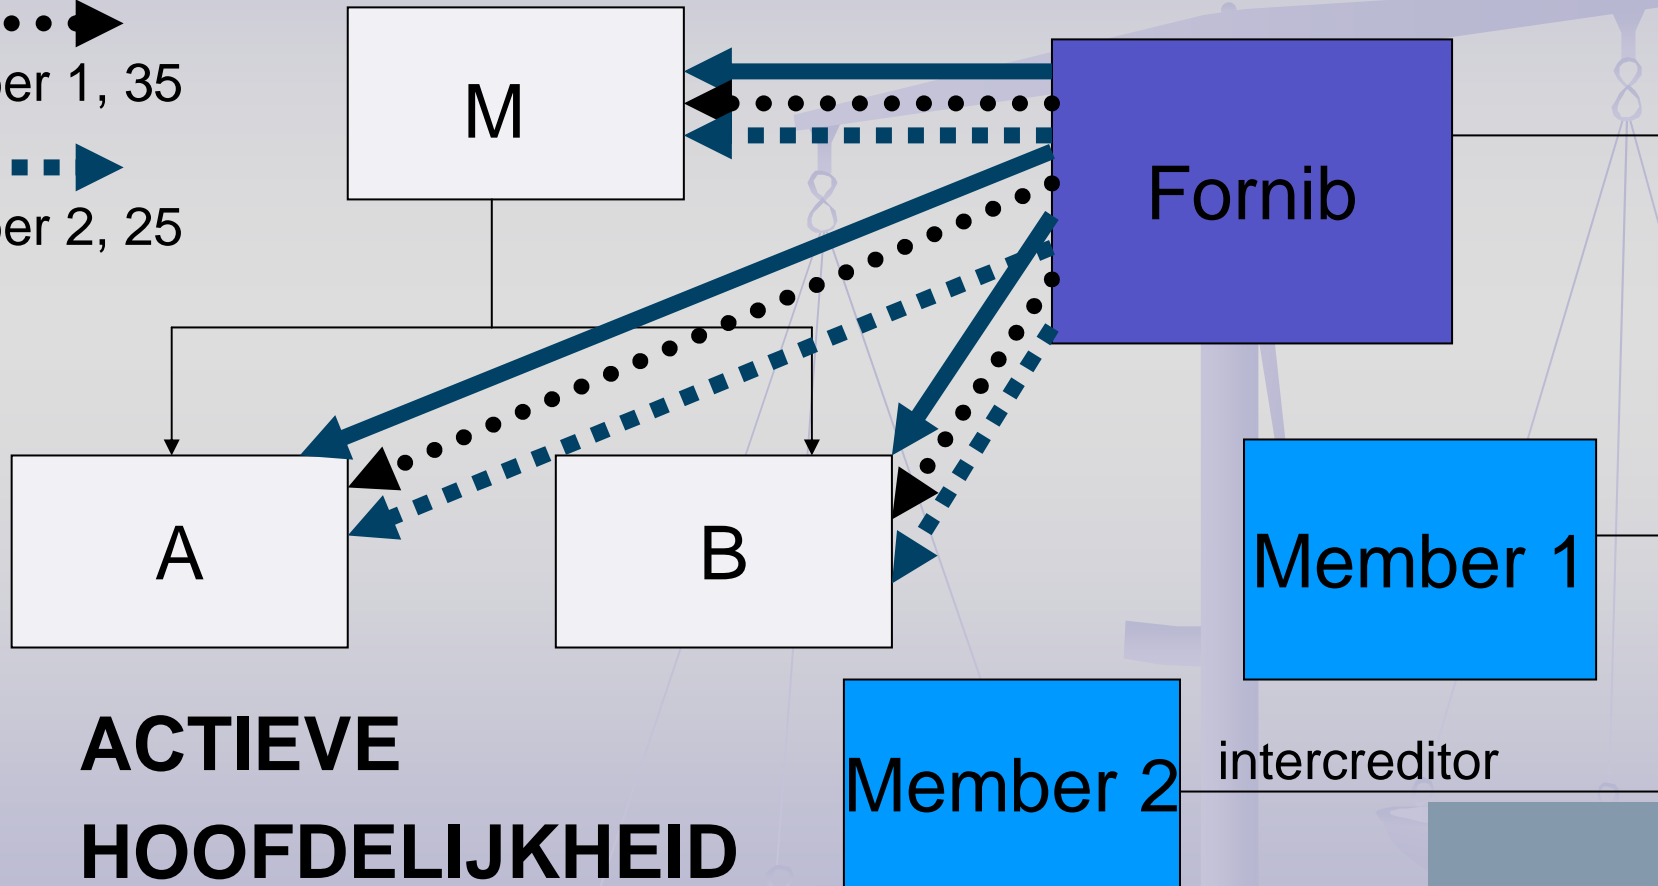 M
Fornib
er 1, 35
er 2, 25
A
B
Member 1
Member 2
intercreditor
ACTIEVE
HOOFDELIJKHEID